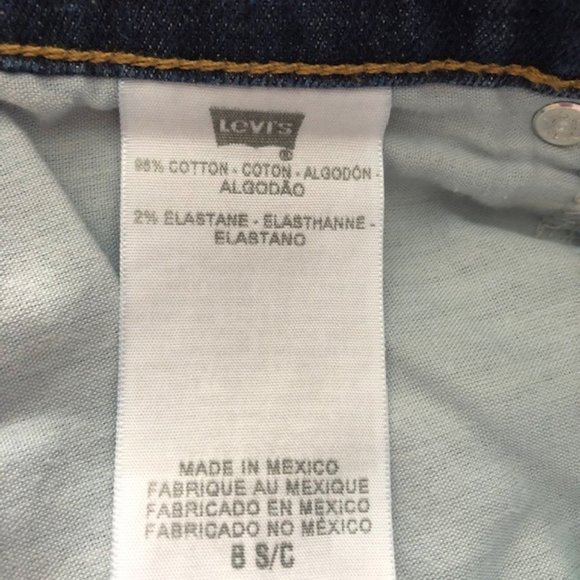 Levi's
®
98% COTTON - COTON - ALGODÓN -
ALGODÃO
2% ELASTANE - ELASTHANNE -
ELASTANO
MADE IN MEXICO
FABRIQUE AU MEXIQUE
FABRICADO EN MÉXICO
FABRICADO NO MÉXICO
8 S/C